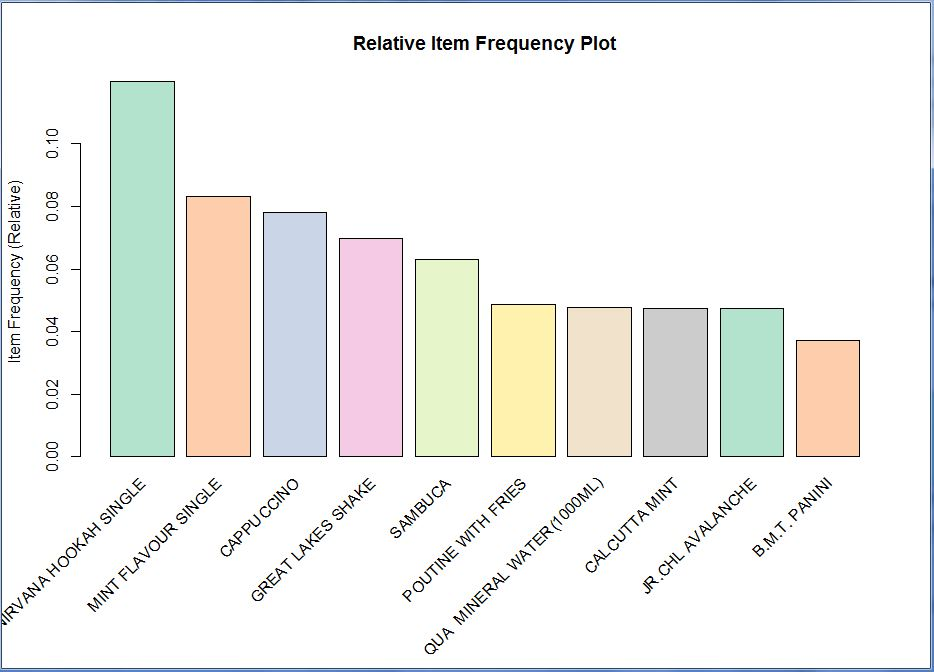 Relative Item Frequency Plot
Item Frequency (Relative)
0.10
0.08
0.06
0.04
0.02
0.00
HOOKAH SINGLE
MINT FLAVOUR SINGLE
CAPPUCCINO
GREAT LAKES SHAKE
SAMBUCA
POUTINE WITH FRIES
QUA MINERAL WATER(1000ML)
CALCUTTA MINT
JR.CHL AVALANCHE
B.M.T. PANINI